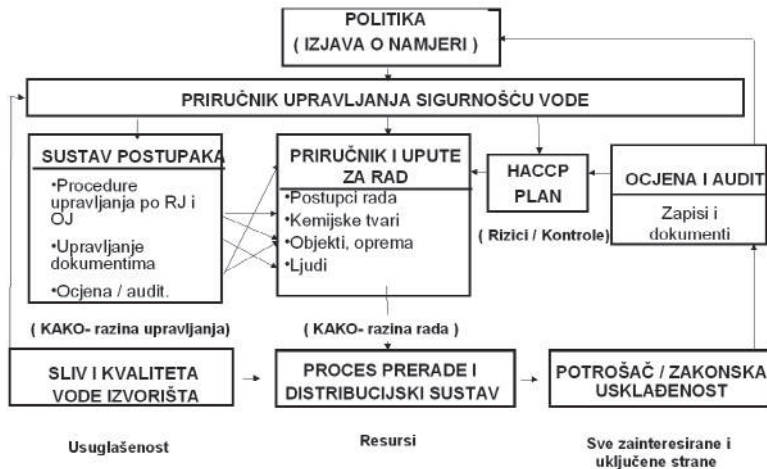 POLITIKA
( IZJAVA O NAMJERI )
PRIRUČNIK UPRAVLJANJA SIGURNOŠĆU VODE
SUSTAV POSTUPAKA
•Procedure
upravljanja po RJ i
OJ
•Upravljanje
dokumentima
•Ocjena / audit.
( KAKO- razina upravljanja)
PRIRUČNIK I UPUTE
ZA RAD
•Postupci rada
•Kemijske tvari
•Objekti, oprema
•Ljudi
( KAKO- razina rada )
HACCP
PLAN
( Rizici / Kontrole)
OCJENA I AUDIT
Zapisi i
dokumenti
SLIV I KVALITETA
VODE IZVORIŠTA
PROCES PRERADE I
DISTRIBUCIJSKI SUSTAV
POTROŠAČ / ZAKONSKA
USKLAĐENOST
Usuglašenost
Resursi
Sve zainteresirane i
uključene strane